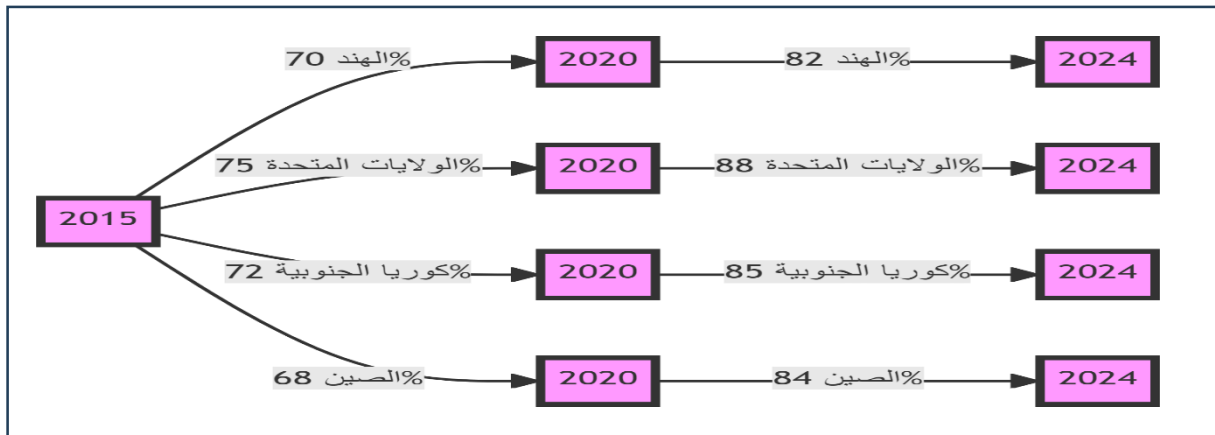 الهند 70%
2020
الهند 82%
2024
الولايات المتحدة 75%
2020
الولايات المتحدة 88%
2024
2015
كوريا الجنوبية 72%
2020
كوريا الجنوبية 85%
2024
الصين 68%
2020
الصين 84%
2024